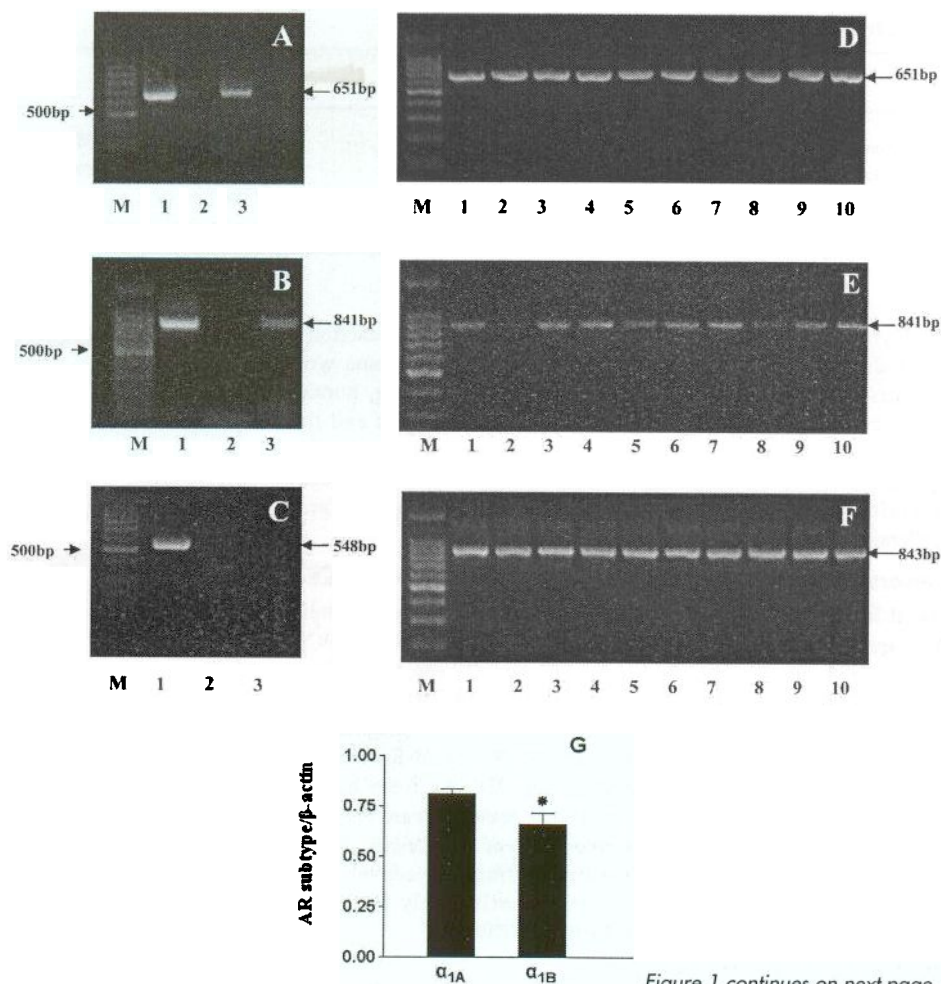 A
500bp
651bp
M 1 2 3
D
651bp
M 1 2 3 4 5 6 7 8 9 10
B
500bp
841bp
M 1 2 3
E
841bp
M 1 2 3 4 5 6 7 8 9 10
C
500bp
548bp
M 1 2 3
F
843bp
M 1 2 3 4 5 6 7 8 9 10
G
AR subtype/β-actin
1.00
0.75
0.50
0.25
0.00
*
α1A α1B
Figure 1 continues on next page